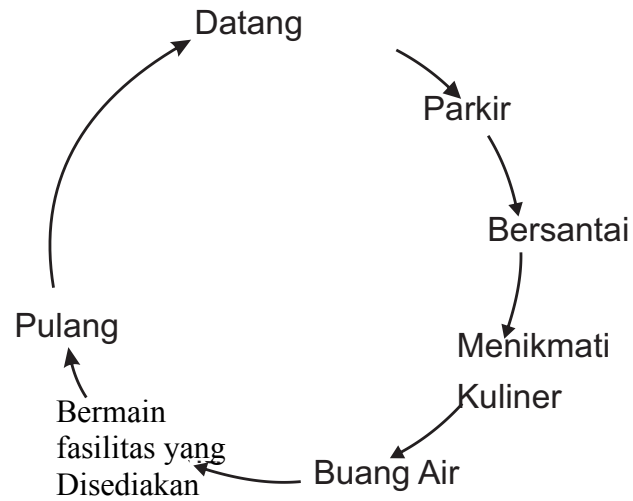 Datang
Parkir
Bersantai
Menikmati
Kuliner
Buang Air
Bermain
fasilitas yang
Disediakan
Pulang